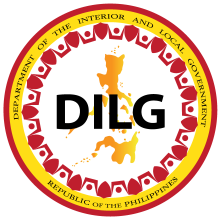 DEPARTMENT OF THE INTERIOR AND LOCAL GOVERNMENT
DILG
REPUBLIC OF THE PHILIPPINES